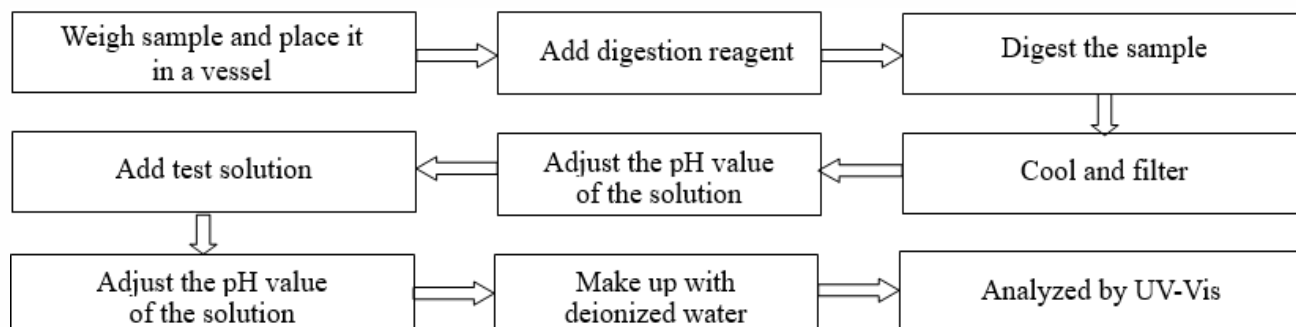 Weigh sample and place it
in a vessel
Add digestion reagent
Digest the sample
Cool and filter
Adjust the pH value
of the solution
Add test solution
Adjust the pH value
of the solution
Make up with
deionized water
Analyzed by UV-Vis